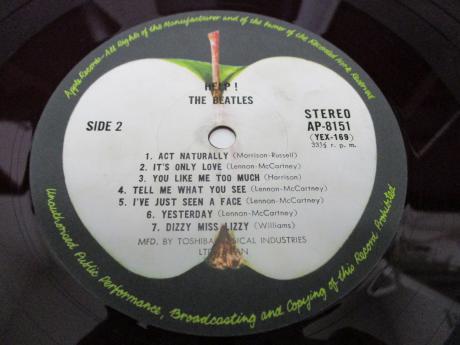 Apple Records—All Rights of the Manufacturer and of the Owner of the Recorded Work Reserved
HELP !
THE BEATLES
SIDE 2
STEREO
AP-8151
(YEX-169)
33⅓ r. p. m.
1. ACT NATURALLY (Morrison-Russell)
2. IT'S ONLY LOVE (Lennon-McCartney)
3. YOU LIKE ME TOO MUCH (Harrison)
4. TELL ME WHAT YOU SEE (Lennon-McCartney)
5. I'VE JUST SEEN A FACE (Lennon-McCartney)
6. YESTERDAY (Lennon-McCartney)
7. DIZZY MISS LIZZY (Williams)
MFD. BY TOSHIBA MUSICAL INDUSTRIES
LTD. JAPAN
Unauthorized Public Performance, Broadcasting and Copying of this Record Prohibited